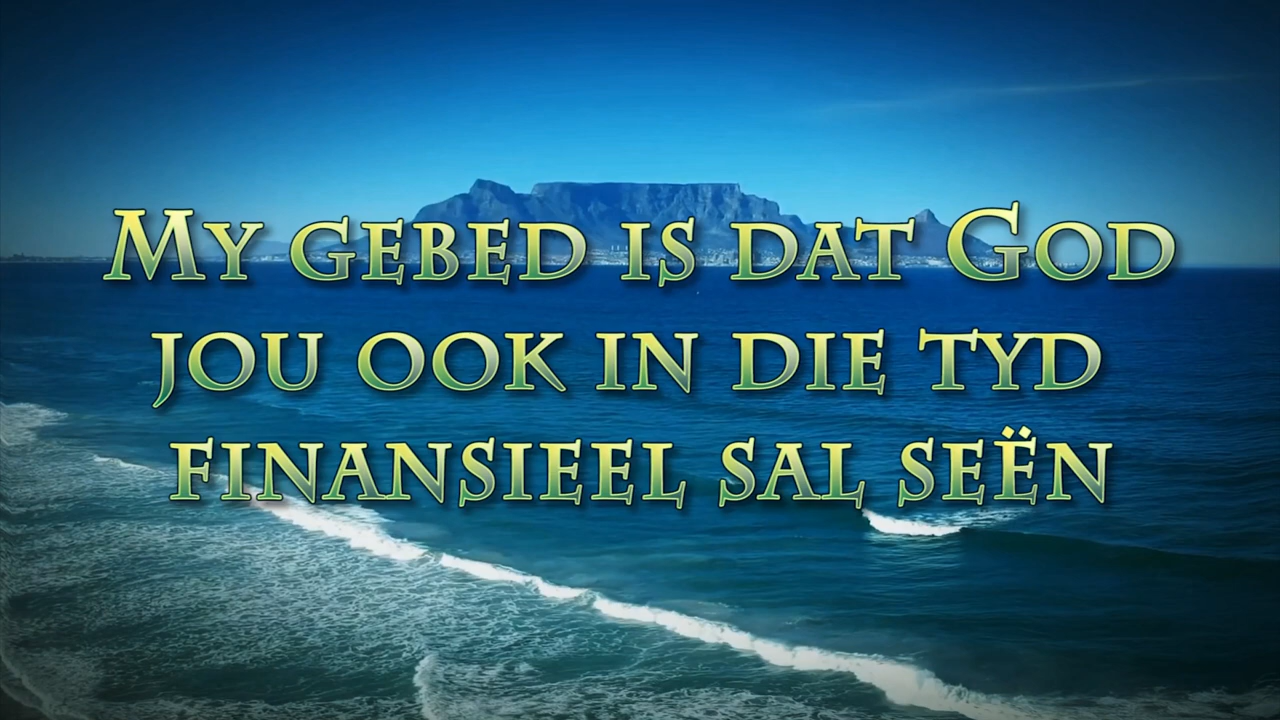 My gebed is dat God
jou ook in die tyd
finansieel sal seën